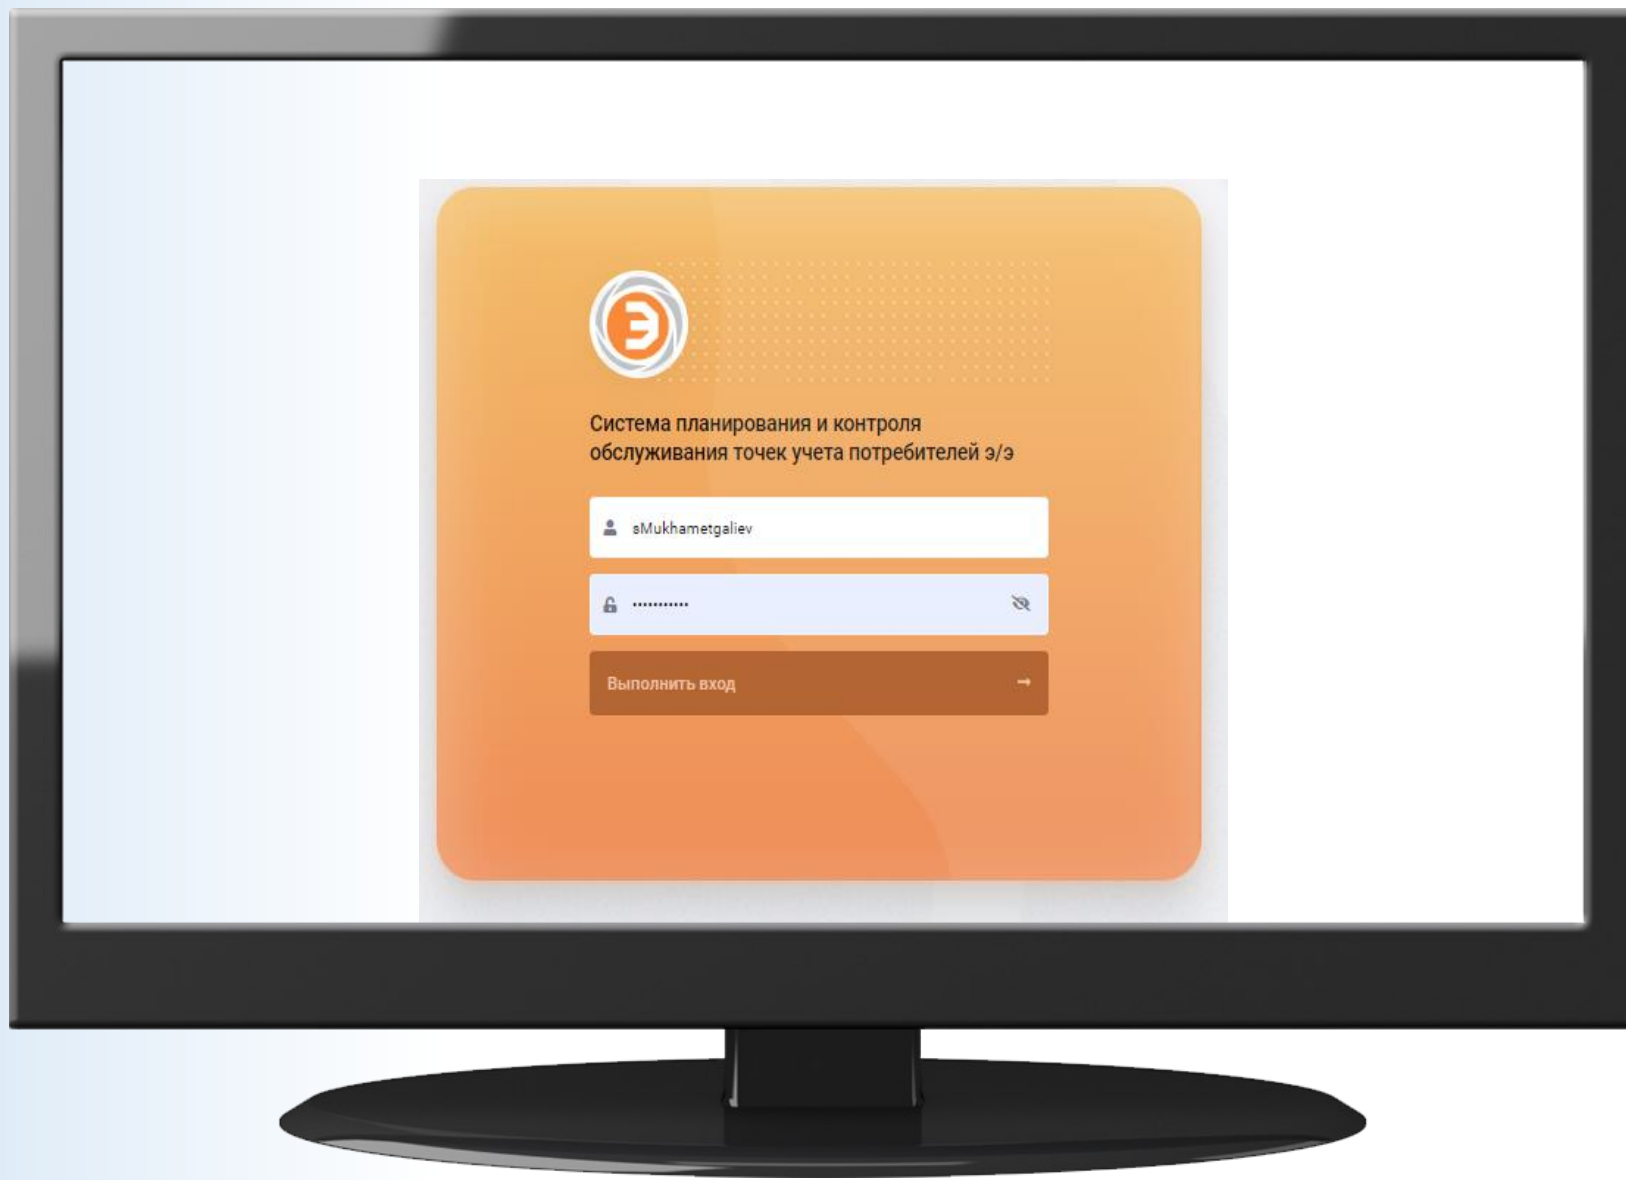 Э
Система планирования и контроля
обслуживания точек учета потребителей э/э
sMukhametgaliev
•••••••••••
Выполнить вход